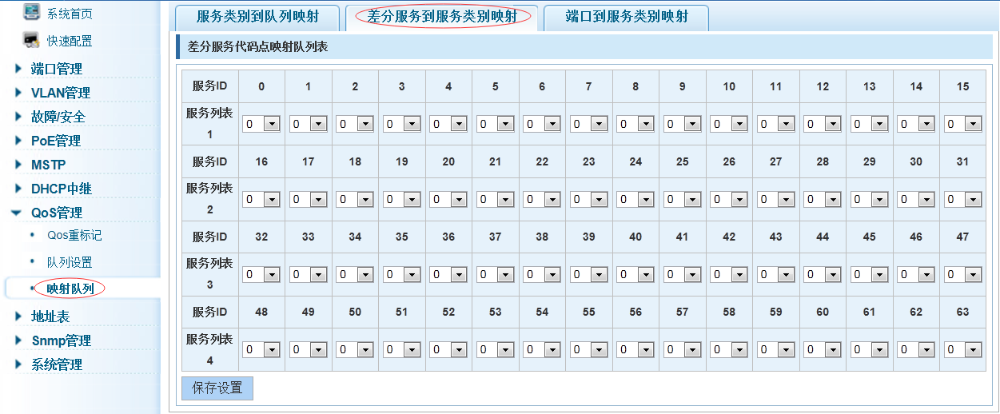 系统首页
快速配置
端口管理
VLAN管理
故障/安全
PoE管理
MSTP
DHCP中继
QoS管理
Qos重标记
队列设置
映射队列
地址表
Snmp管理
系统管理
服务类别到队列映射 差分服务到服务类别映射 端口到服务类别映射
差分服务代码点映射队列表
服务ID 0 1 2 3 4 5 6 7 8 9 10 11 12 13 14 15
服务列表1 0 0 0 0 0 0 0 0 0 0 0 0 0 0 0 0
服务ID 16 17 18 19 20 21 22 23 24 25 26 27 28 29 30 31
服务列表2 0 0 0 0 0 0 0 0 0 0 0 0 0 0 0 0
服务ID 32 33 34 35 36 37 38 39 40 41 42 43 44 45 46 47
服务列表3 0 0 0 0 0 0 0 0 0 0 0 0 0 0 0 0
服务ID 48 49 50 51 52 53 54 55 56 57 58 59 60 61 62 63
服务列表4 0 0 0 0 0 0 0 0 0 0 0 0 0 0 0 0
保存设置